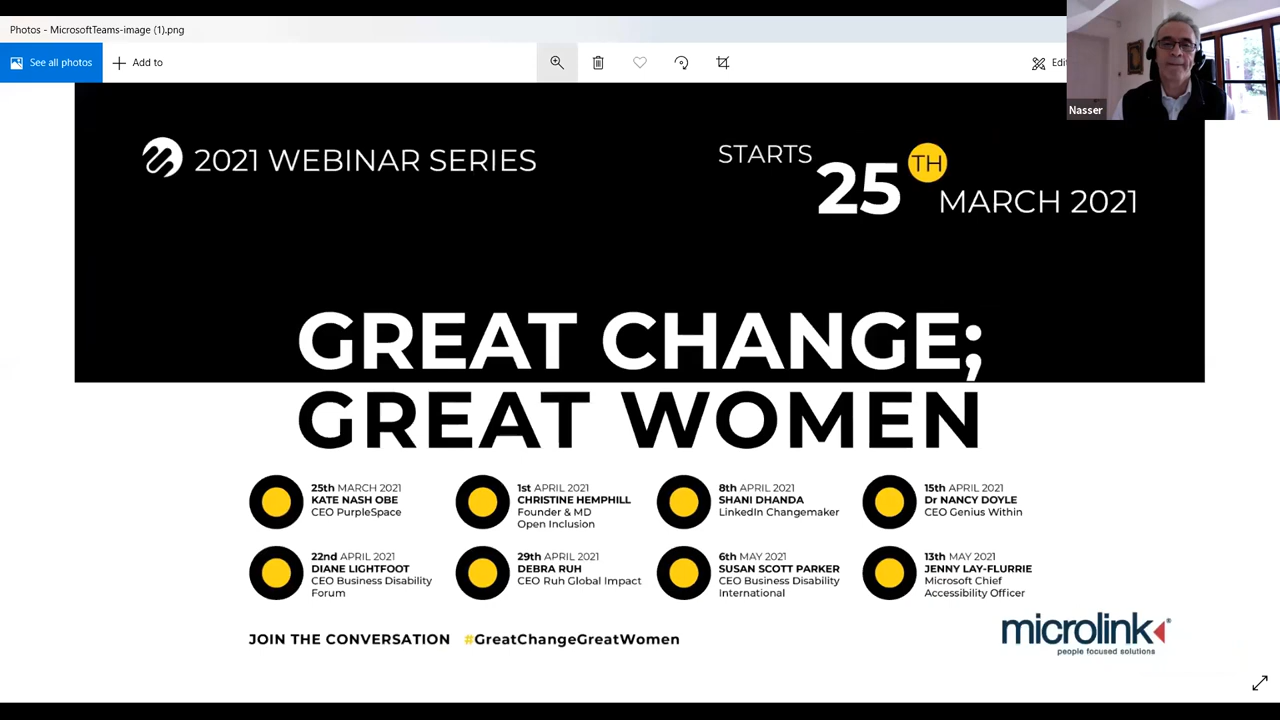 Photos - MicrosoftTeams-image (1).png
See all photos
Add to
Nasser
2021 WEBINAR SERIES
STARTS 25TH MARCH 2021
GREAT CHANGE;
GREAT WOMEN
25th MARCH 2021
KATE NASH OBE
CEO PurpleSpace
1st APRIL 2021
CHRISTINE HEMPHILL
Founder & MD
Open Inclusion
8th APRIL 2021
SHANI DHANDA
LinkedIn Changemaker
15th APRIL 2021
Dr NANCY DOYLE
CEO Genius Within
22nd APRIL 2021
DIANE LIGHTFOOT
CEO Business Disability
Forum
29th APRIL 2021
DEBRA RUH
CEO Ruh Global Impact
6th MAY 2021
SUSAN SCOTT PARKER
CEO Business Disability
International
13th MAY 2021
JENNY LAY-FLURRIE
Microsoft Chief
Accessibility Officer
JOIN THE CONVERSATION #GreatChangeGreatWomen
microlink®
people focused solutions